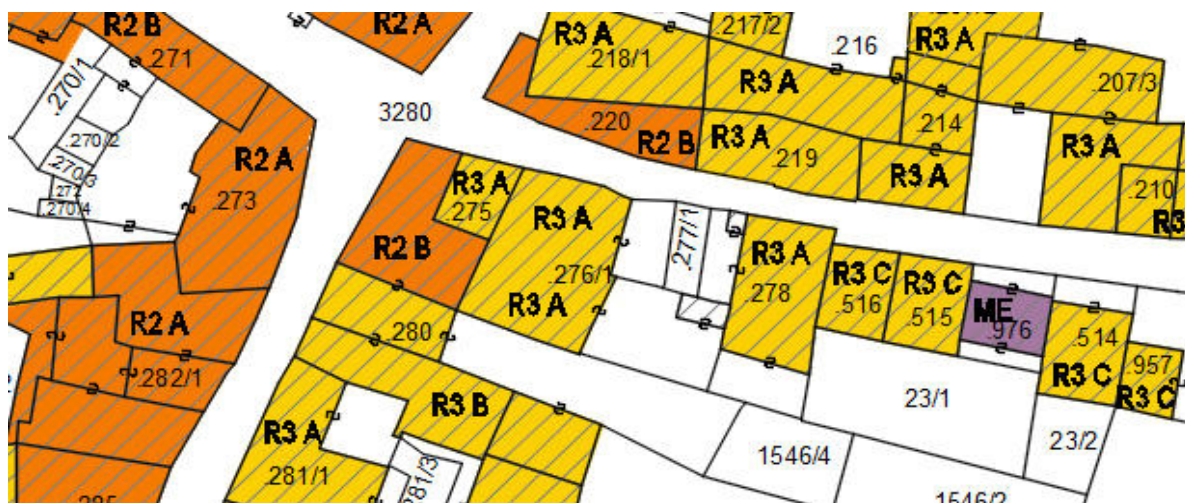 R2 B
.271
R2 A
R3 A
.218/1
.217/2
.216
R3 A
.207/3
.270/1
3280
R3 A
.220
R2 B
R3 A
.219
.214
R3 A
R3 A
.270/2
.270/3
.272
.270/4
R2 A
.273
R3 A
.275
R3 A
.210
R3
R2 B
.276/1
R3 A
.277/1
R3 A
.278
R3 C
.516
R3 C
.515
ME
.976
.514
R3 C
.957
R3 C
R2 A
.280
.282/1
R3 B
R3 A
.281/1
23/1
23/2
1546/4
1546/2
.285